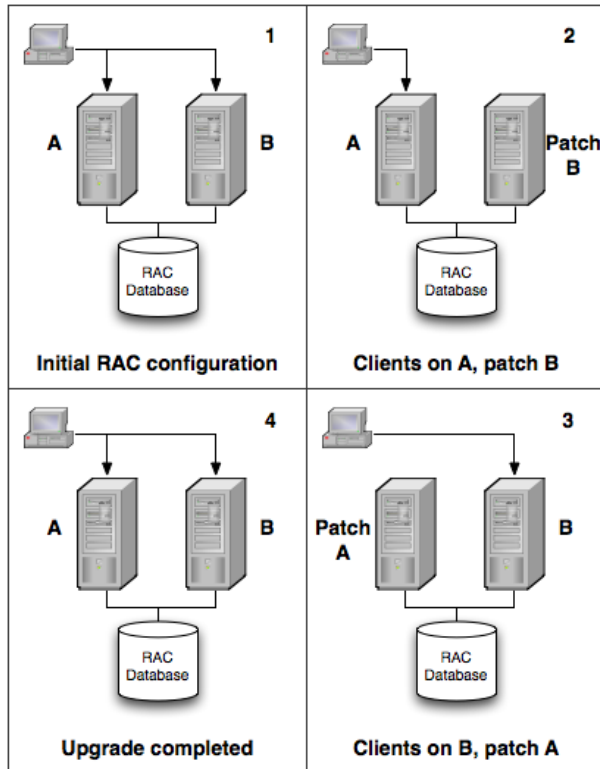 1
A
B
RAC
Database
Initial RAC configuration
2
A
Patch
B
RAC
Database
Clients on A, patch B
4
A
B
RAC
Database
Upgrade completed
3
Patch
A
B
RAC
Database
Clients on B, patch A